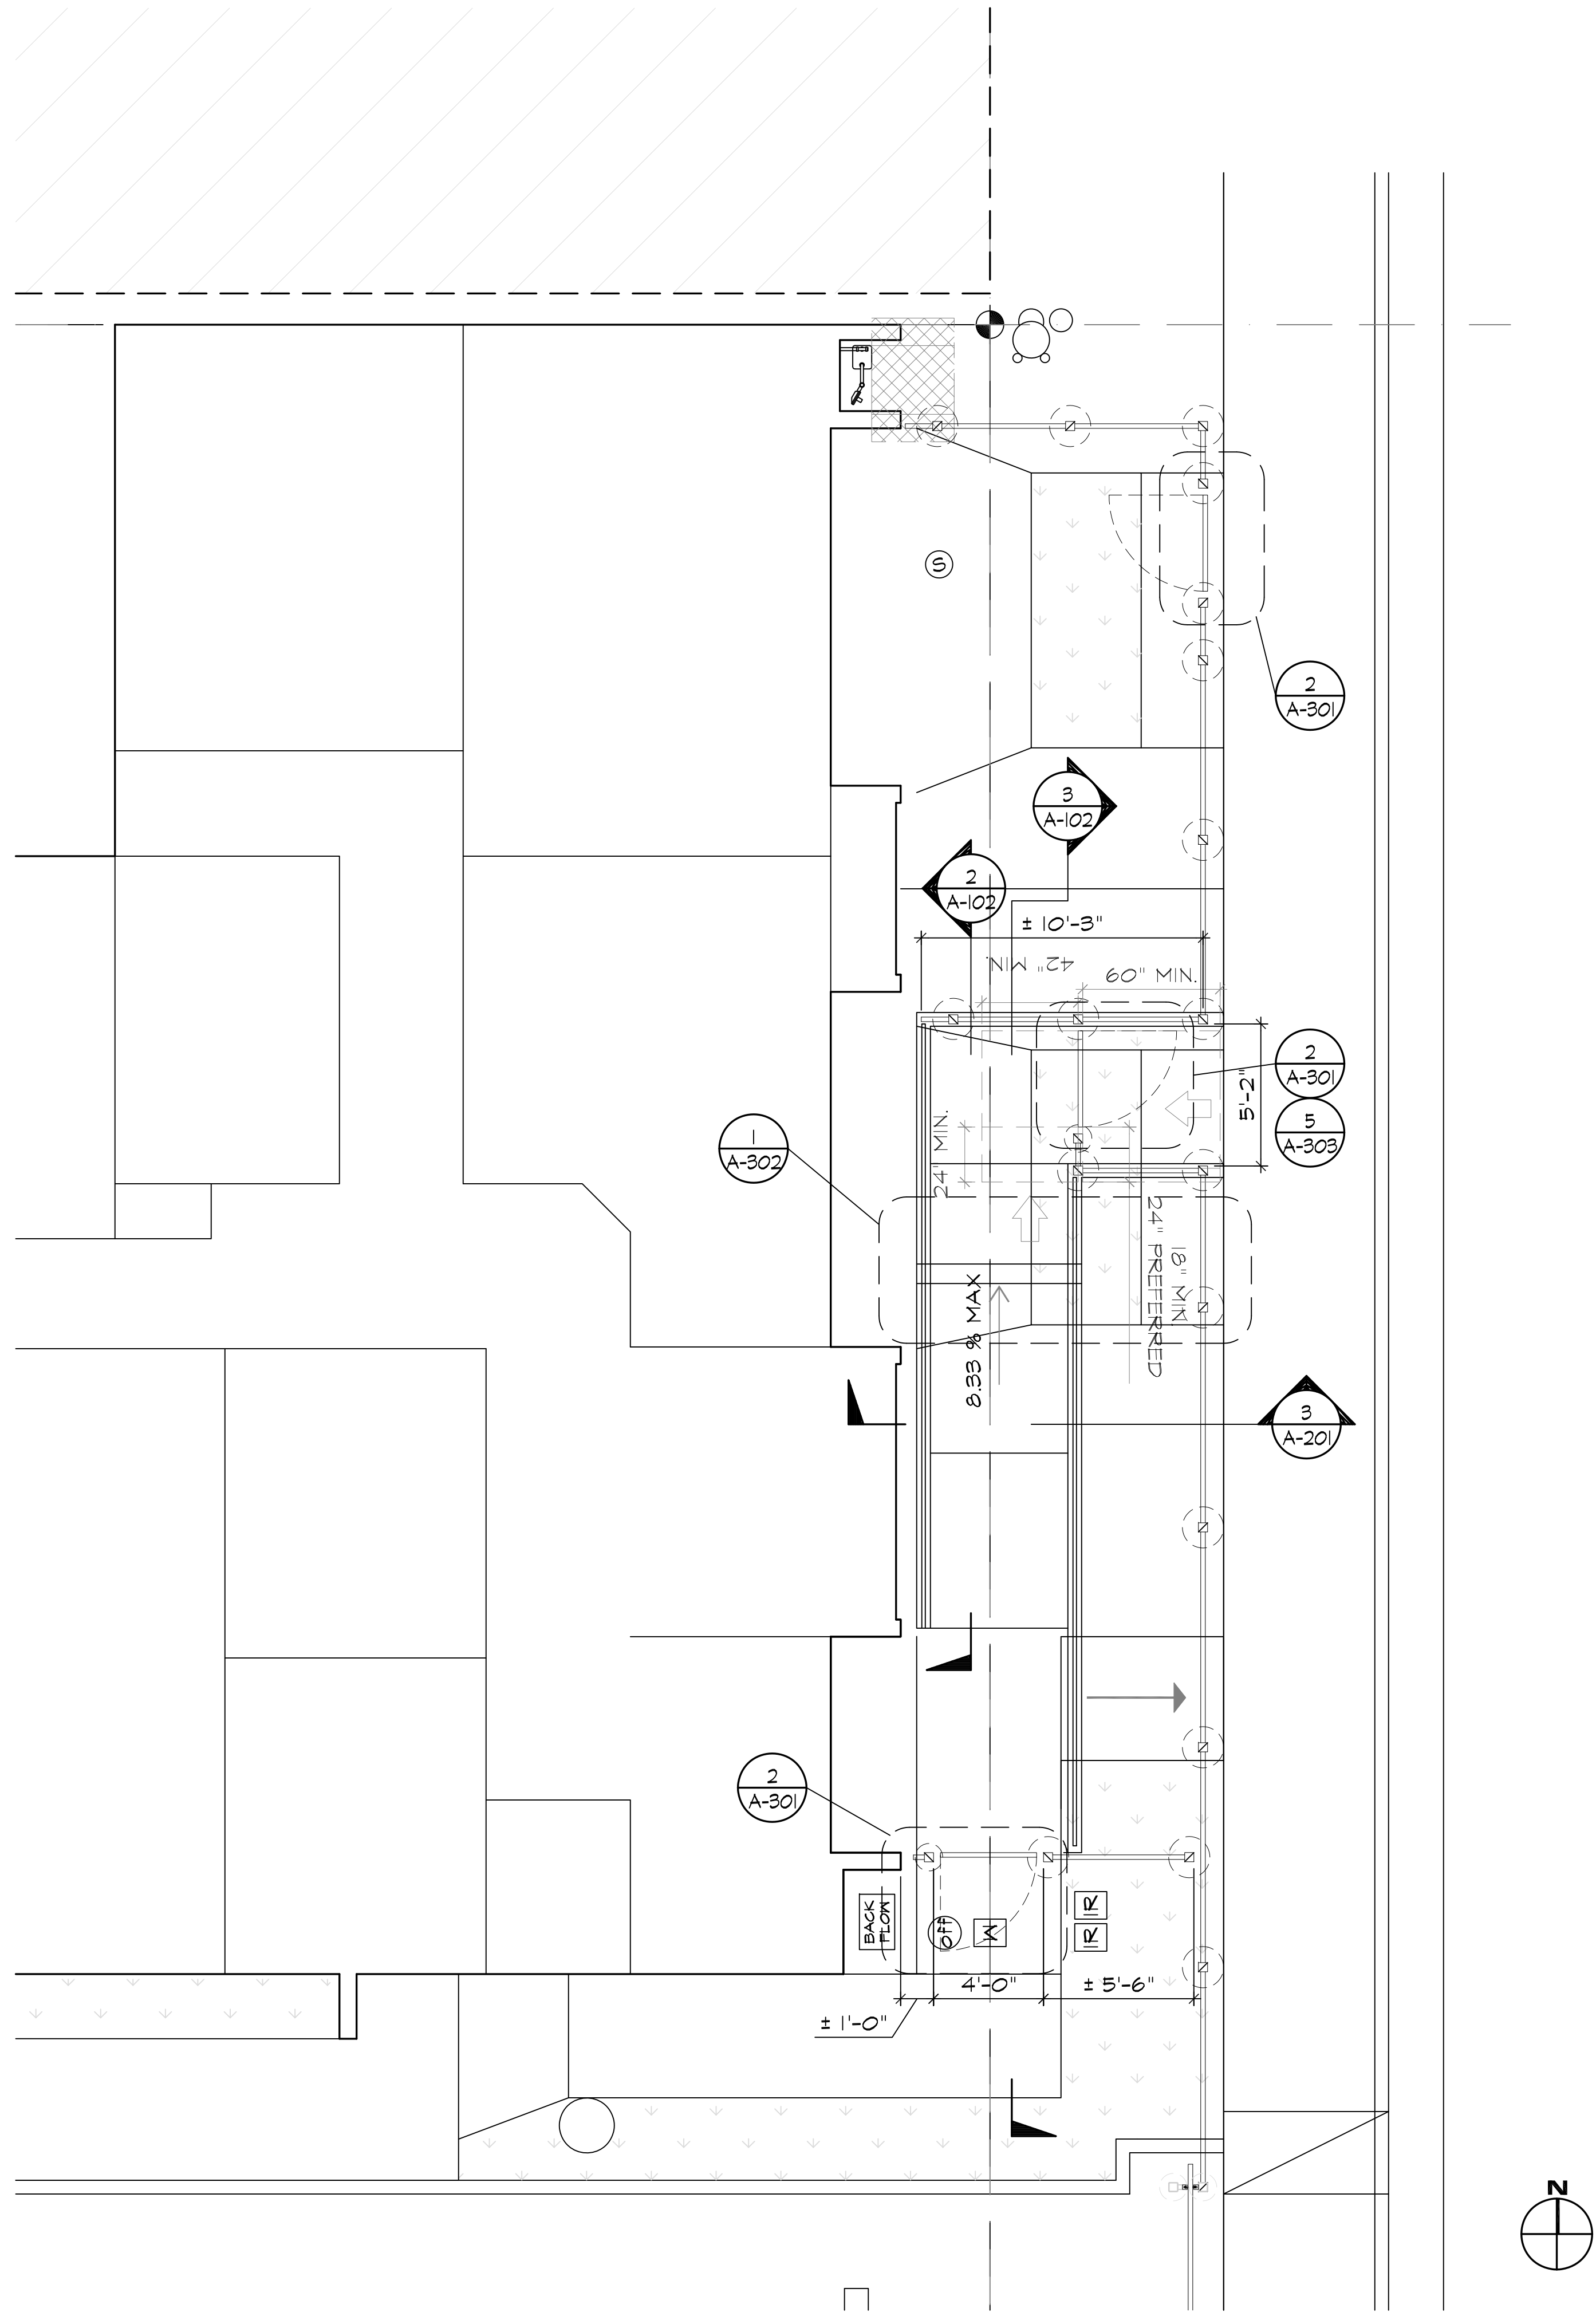 S
2
A-301
3
A-102
2
A-102
± 10'-3"
42" MIN.
60" MIN.
2
A-301
5
A-303
5'-2"
24" MIN.
1
A-302
24" PREFERRED
18" MIN.
8.33 % MAX
3
A-201
2
A-301
BACK
FLOW
off
W
IR
IR
4'-0"
± 5'-6"
± 1'-0"
N